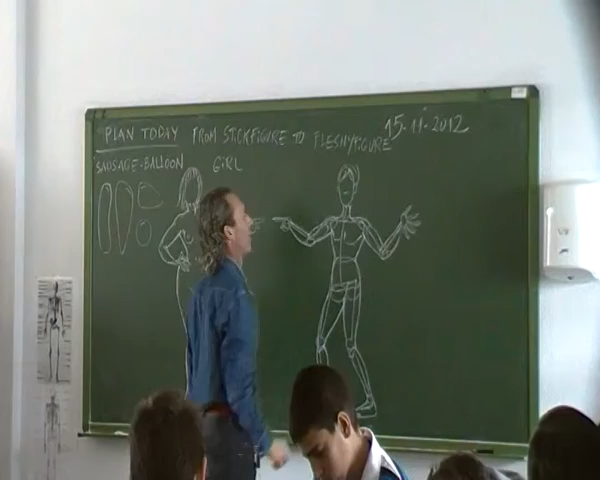 PLAN TODAY FROM STICKFIGURE TO FLESHYFIGURE 15.11.2012
SAUSAGE-BALLOON GIRL